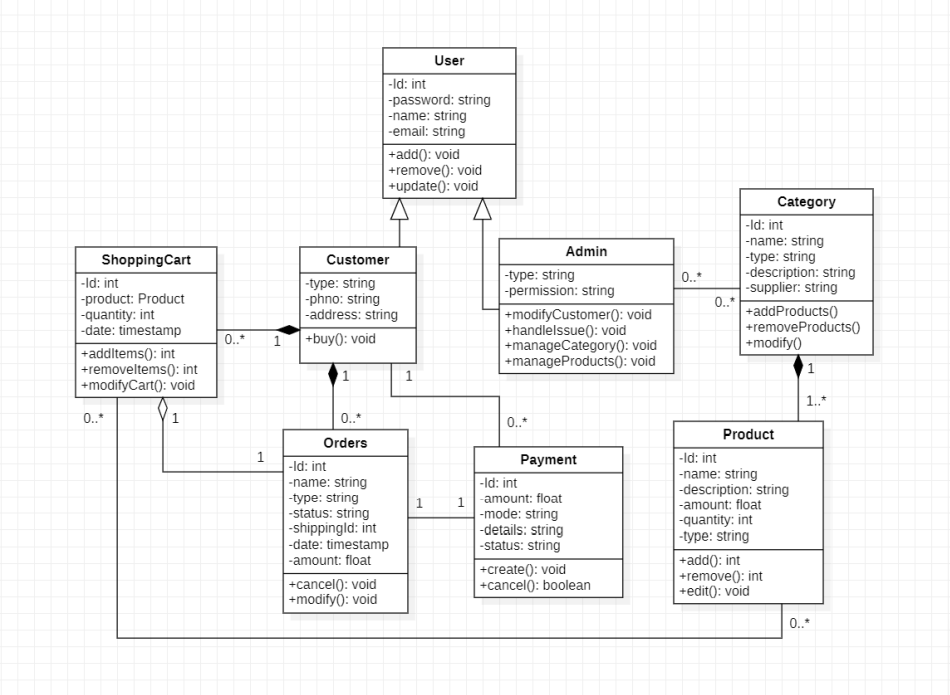 User
-Id: int
-password: string
-name: string
-email: string
+add(): void
+remove(): void
+update(): void
Category
-Id: int
-name: string
-type: string
-description: string
-supplier: string
+addProducts()
+removeProducts()
+modify()
ShoppingCart
-Id: int
-product: Product
-quantity: int
-date: timestamp
+addItems(): int
+removeItems(): int
+modifyCart(): void
Customer
-type: string
-phno: string
-address: string
+buy(): void
Admin
-type: string
-permission: string
+modifyCustomer(): void
+handleIssue(): void
+manageCategory(): void
+manageProducts(): void
0..*
0..*
0..*
1
1
1
1
1..*
0..*
1
0..*
0..*
1
Orders
-Id: int
-name: string
-type: string
-status: string
-shippingId: int
-date: timestamp
-amount: float
+cancel(): void
+modify(): void
1
1
Payment
-Id: int
-amount: float
-mode: string
-details: string
-status: string
+create(): void
+cancel(): boolean
Product
-Id: int
-name: string
-description: string
-amount: float
-quantity: int
-type: string
+add(): int
+remove(): int
+edit(): void
0..*